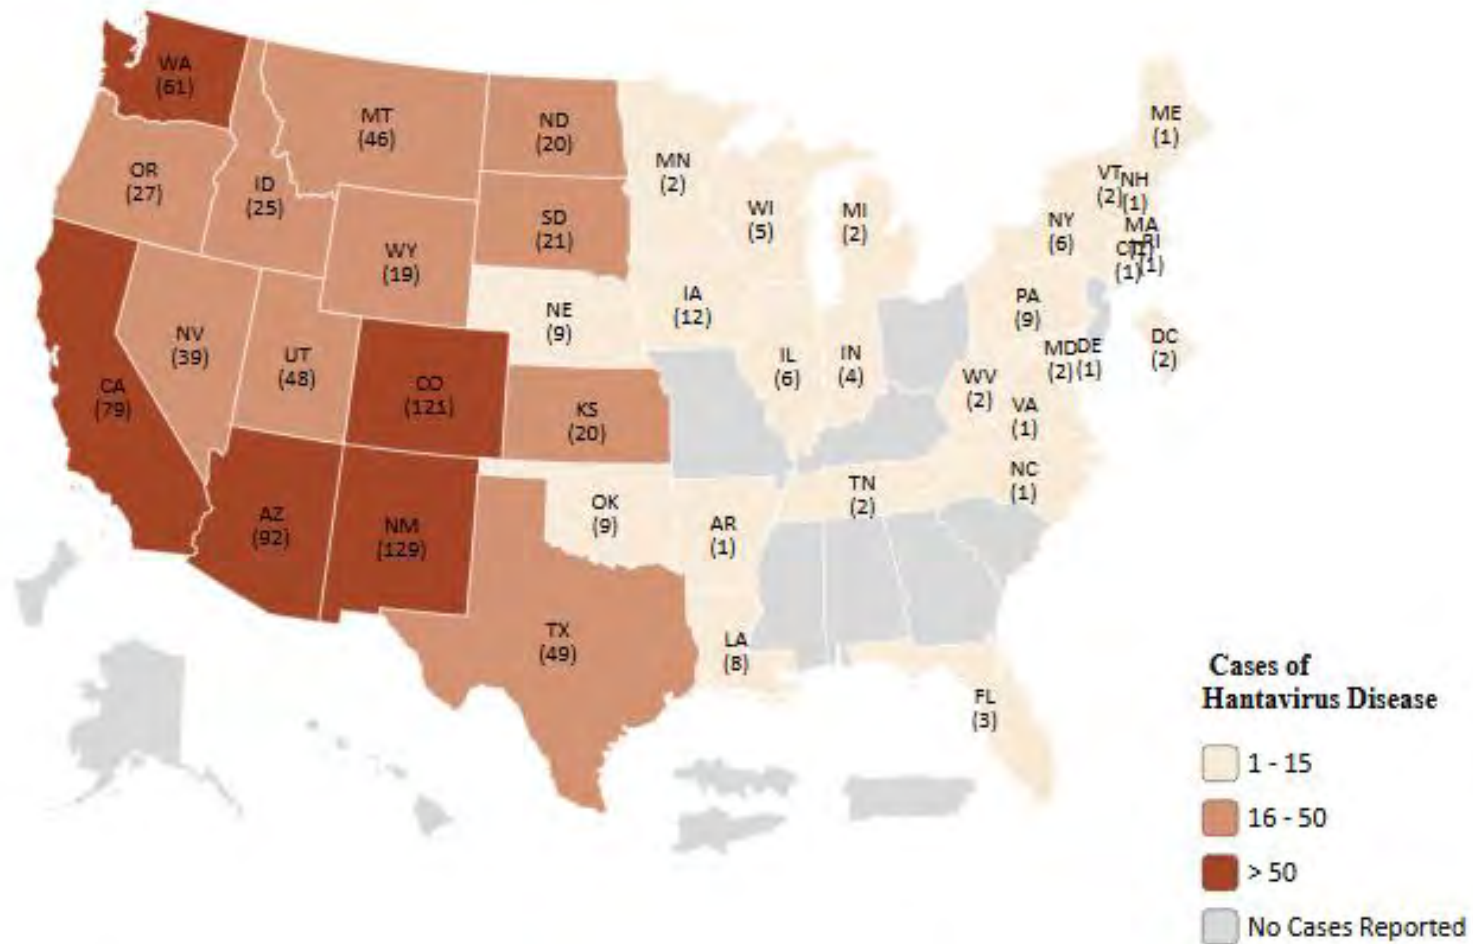 WA
(61)
MT
(46)
ND
(20)
OR
(27)
ID
(25)
MN
(2)
ME
(1)
VT
(2)
NH
(1)
WI
(5)
MI
(2)
NY
(6)
MA
RI
(1)
(1)
SD
(21)
WY
(19)
NE
(9)
IA
(12)
PA
(9)
NV
(39)
UT
(48)
CO
(121)
IL
(6)
IN
(4)
MD
(2)
DE
(1)
DC
(2)
CA
(79)
KS
(20)
WV
(2)
VA
(1)
AZ
(92)
NM
(129)
OK
(9)
AR
(1)
TN
(2)
NC
(1)
TX
(49)
LA
(8)
FL
(3)
Cases of
Hantavirus Disease
1 - 15
16 - 50
> 50
No Cases Reported